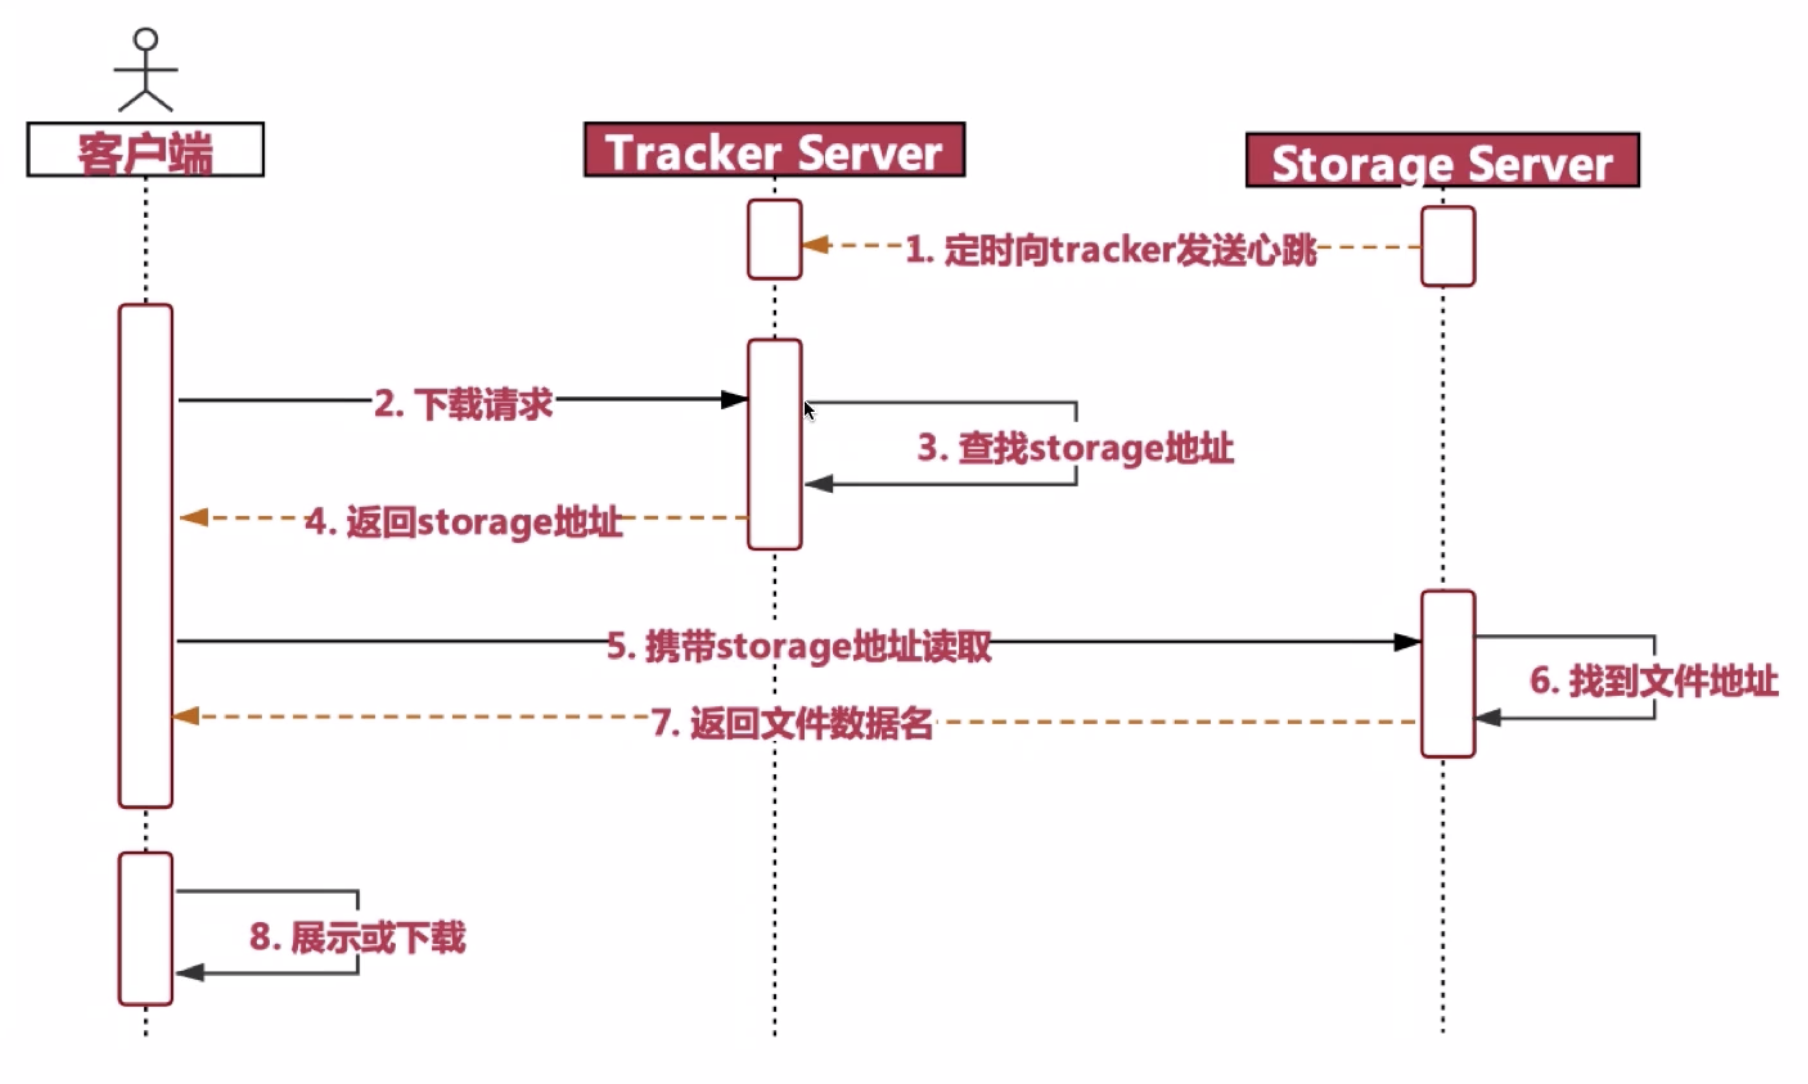 客户端
Tracker Server
Storage Server
1. 定时向tracker发送心跳
2. 下载请求
3. 查找storage地址
4. 返回storage地址
5. 携带storage地址读取
6. 找到文件地址
7. 返回文件数据名
8. 展示或下载